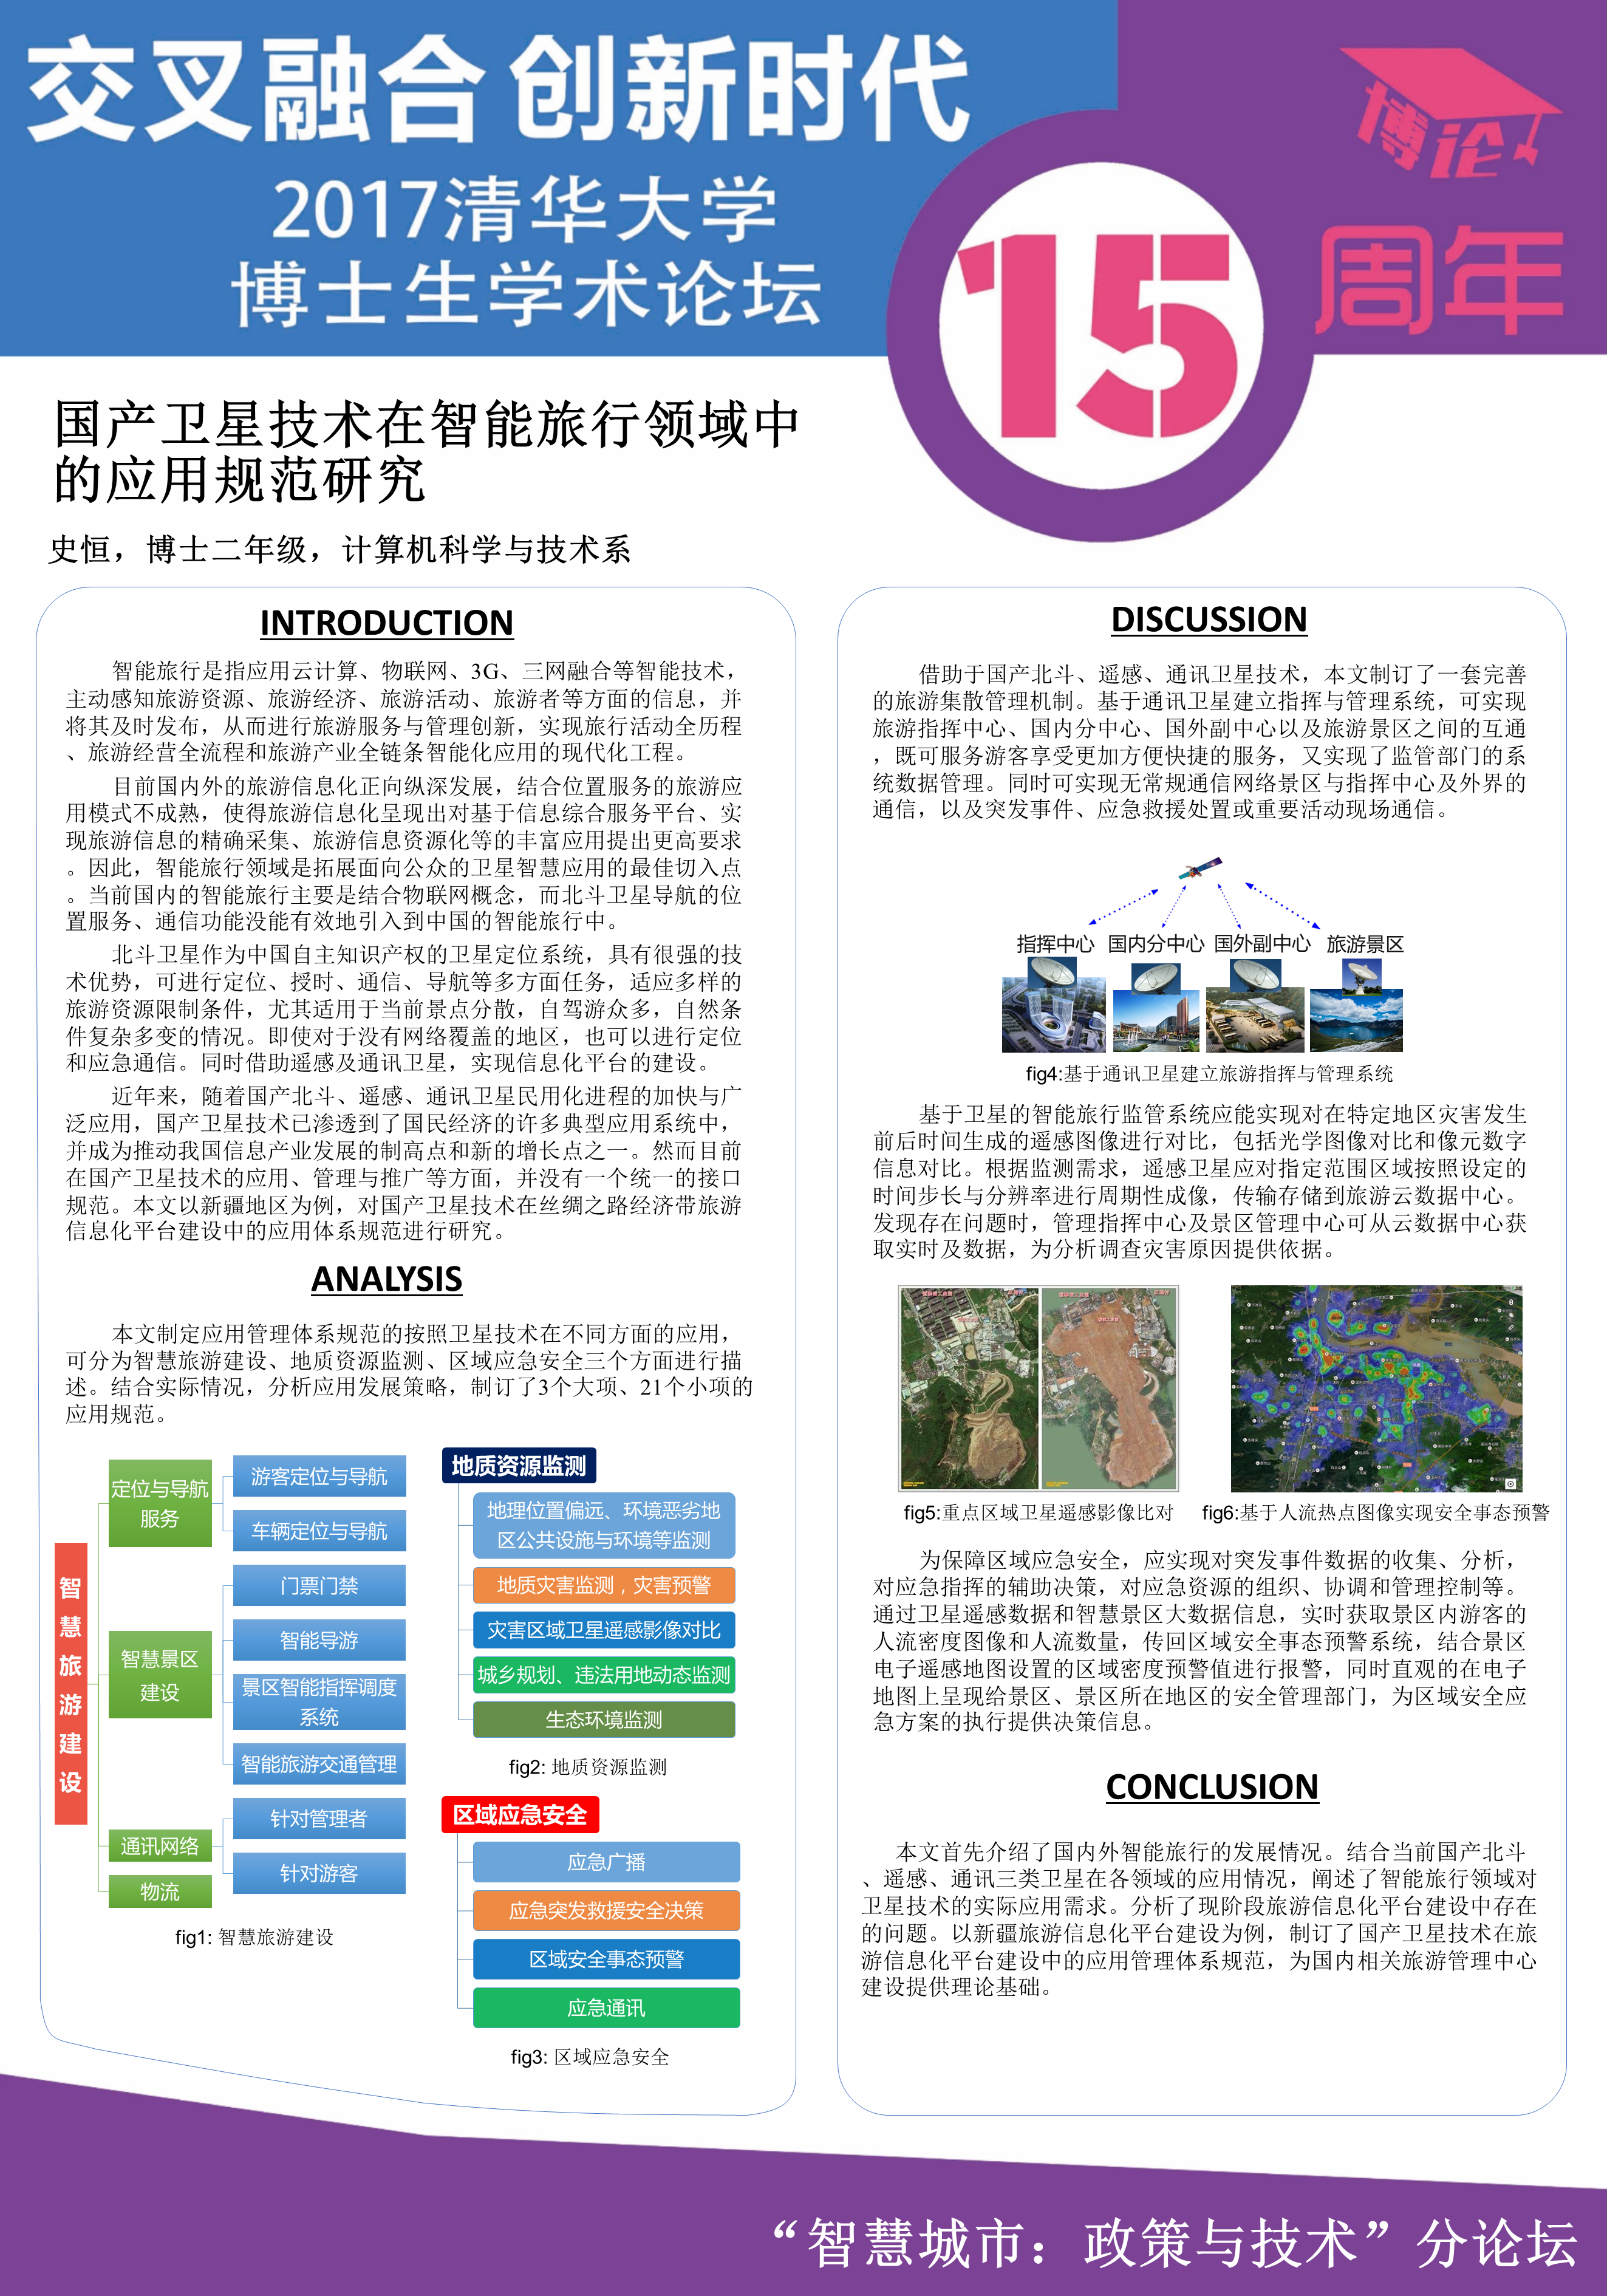 交叉融合 创新时代
2017清华大学
博士生学术论坛
15
博论
周年
国产卫星技术在智能旅行领域中
的应用规范研究
史恒，博士二年级，计算机科学与技术系
INTRODUCTION
智能旅行是指应用云计算、物联网、3G、三网融合等智能技术，
主动感知旅游资源、旅游经济、旅游活动、旅游者等方面的信息，并
将其及时发布，从而进行旅游服务与管理创新，实现旅行活动全历程
、旅游经营全流程和旅游产业全链条智能化应用的现代化工程。
目前国内外的旅游信息化正向纵深发展，结合位置服务的旅游应
用模式不成熟，使得旅游信息化呈现出对基于信息综合服务平台、实
现旅游信息的精确采集、旅游信息资源化等的丰富应用提出更高要求
。因此，智能旅行领域是拓展面向公众的卫星智慧应用的最佳切入点
。当前国内的智能旅行主要是结合物联网概念，而北斗卫星导航的位
置服务、通信功能没能有效地引入到中国的智能旅行中。
北斗卫星作为中国自主知识产权的卫星定位系统，具有很强的技
术优势，可进行定位、授时、通信、导航等多方面任务，适应多样的
旅游资源限制条件，尤其适用于当前景点分散，自驾游众多，自然条
件复杂多变的情况。即使对于没有网络覆盖的地区，也可以进行定位
和应急通信。同时借助遥感及通讯卫星，实现信息化平台的建设。
近年来，随着国产北斗、遥感、通讯卫星民用化进程的加快与广
泛应用，国产卫星技术已渗透到了国民经济的许多典型应用系统中，
并成为推动我国信息产业发展的制高点和新的增长点之一。然而目前
在国产卫星技术的应用、管理与推广等方面，并没有一个统一的接口
规范。本文以新疆地区为例，对国产卫星技术在丝绸之路经济带旅游
信息化平台建设中的应用体系规范进行研究。
ANALYSIS
本文制定应用管理体系规范的按照卫星技术在不同方面的应用，
可分为智慧旅游建设、地质资源监测、区域应急安全三个方面进行描
述。结合实际情况，分析应用发展策略，制订了3个大项、21个小项的
应用规范。
智慧旅游建设
定位与导航
服务
游客定位与导航
车辆定位与导航
智慧景区
建设
门票门禁
智能导游
景区智能指挥调度
系统
智能旅游交通管理
通讯网络
针对管理者
针对游客
物流
fig1: 智慧旅游建设
地质资源监测
地理位置偏远、环境恶劣地
区公共设施与环境等监测
地质灾害监测，灾害预警
灾害区域卫星遥感影像对比
城乡规划、违法用地动态监测
生态环境监测
fig2: 地质资源监测
区域应急安全
应急广播
应急突发救援安全决策
区域安全事态预警
应急通讯
fig3: 区域应急安全
DISCUSSION
借助于国产北斗、遥感、通讯卫星技术，本文制订了一套完善
的旅游集散管理机制。基于通讯卫星建立指挥与管理系统，可实现
旅游指挥中心、国内分中心、国外副中心以及旅游景区之间的互通
，既可服务游客享受更加方便快捷的服务，又实现了监管部门的系
统数据管理。同时可实现无常规通信网络景区与指挥中心及外界的
通信，以及突发事件、应急救援处置或重要活动现场通信。
指挥中心 国内分中心 国外副中心 旅游景区
fig4:基于通讯卫星建立旅游指挥与管理系统
基于卫星的智能旅行监管系统应能实现对在特定地区灾害发生
前后时间生成的遥感图像进行对比，包括光学图像对比和像元数字
信息对比。根据监测需求，遥感卫星应对指定范围区域按照设定的
时间步长与分辨率进行周期性成像，传输存储到旅游云数据中心。
发现存在问题时，管理指挥中心及景区管理中心可从云数据中心获
取实时及数据，为分析调查灾害原因提供依据。
fig5:重点区域卫星遥感影像比对
fig6:基于人流热点图像实现安全事态预警
为保障区域应急安全，应实现对突发事件数据的收集、分析，
对应急指挥的辅助决策，对应急资源的组织、协调和管理控制等。
通过卫星遥感数据和智慧景区大数据信息，实时获取景区内游客的
人流密度图像和人流数量，传回区域安全事态预警系统，结合景区
电子遥感地图设置的区域密度预警值进行报警，同时直观的在电子
地图上呈现给景区、景区所在地区的安全管理部门，为区域安全应
急方案的执行提供决策信息。
CONCLUSION
本文首先介绍了国内外智能旅行的发展情况。结合当前国产北斗
、遥感、通讯三类卫星在各领域的应用情况，阐述了智能旅行领域对
卫星技术的实际应用需求。分析了现阶段旅游信息化平台建设中存在
的问题。以新疆旅游信息化平台建设为例，制订了国产卫星技术在旅
游信息化平台建设中的应用管理体系规范，为国内相关旅游管理中心
建设提供理论基础。
“智慧城市：政策与技术”分论坛